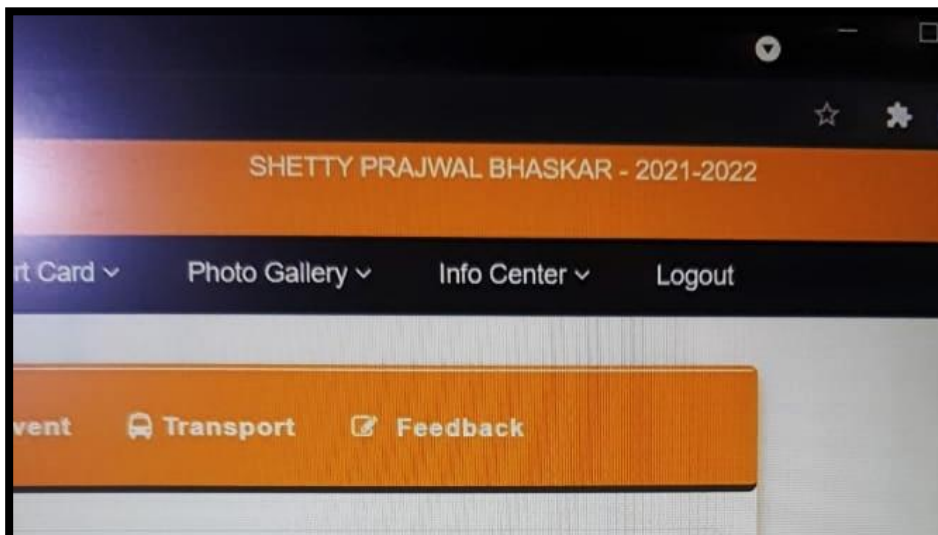 SHETTY PRAJWAL BHASKAR - 2021-2022
rt Card Photo Gallery Info Center Logout
vent Transport Feedback